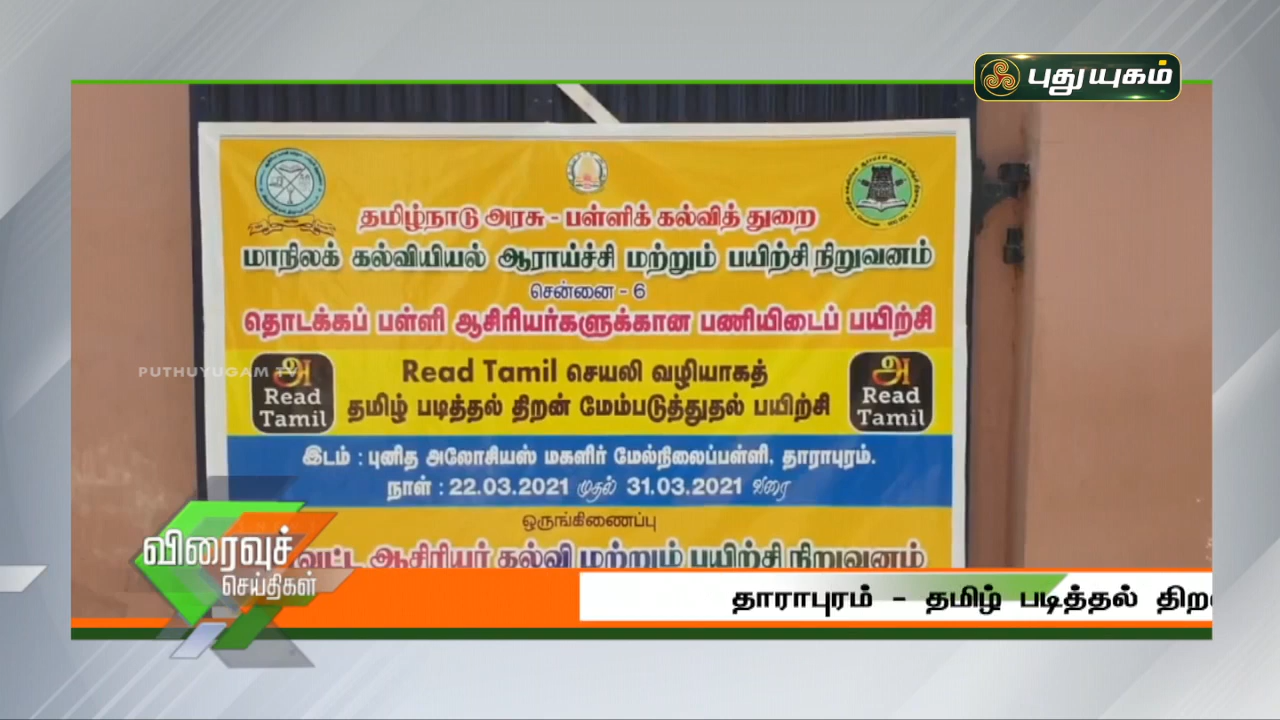 புதுயுகம்
தமிழ்நாடு அரசு - பள்ளிக் கல்வித் துறை
மாநிலக் கல்வியியல் ஆராய்ச்சி மற்றும் பயிற்சி நிறுவனம்
சென்னை - 6
தொடக்கப் பள்ளி ஆசிரியர்களுக்கான பணியிடைப் பயிற்சி
PUTHUYUGAM TV
அ
Read
Tamil
Read Tamil செயலி வழியாகத்
தமிழ் படித்தல் திறன் மேம்படுத்துதல் பயிற்சி
அ
Read
Tamil
இடம் : புனித அலோசியஸ் மகளிர் மேல்நிலைப்பள்ளி, தாராபுரம்.
நாள் : 22.03.2021 முதல் 31.03.2021 வரை
ஒருங்கிணைப்பு
ஆசிரியர் கல்வி மற்றும் பயிற்சி நிறுவனம்
விரைவுச்
செய்திகள்
தாராபுரம் - தமிழ் படித்தல்